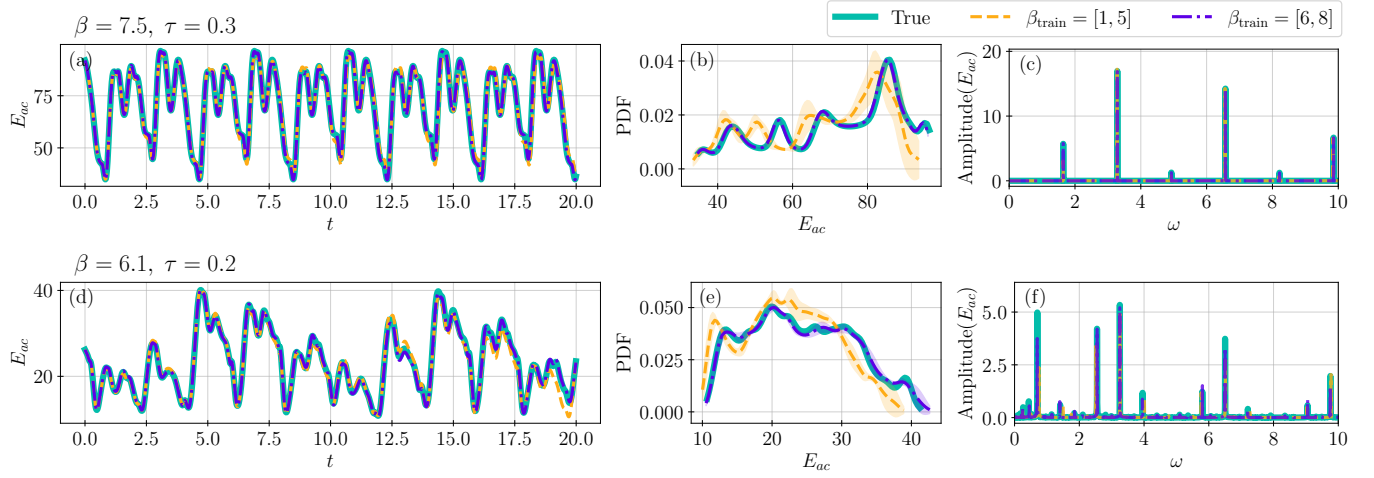 β = 7.5, τ = 0.3
True
β_train = [1, 5]
β_train = [6, 8]
(a)
75
50
E_ac
0.0 2.5 5.0 7.5 10.0 12.5 15.0 17.5 20.0
t
(b)
0.04
0.02
0.00
PDF
40 60 80
E_ac
(c)
20
10
0
Amplitude(E_ac)
0 2 4 6 8 10
ω
β = 6.1, τ = 0.2
(d)
40
20
E_ac
0.0 2.5 5.0 7.5 10.0 12.5 15.0 17.5 20.0
t
(e)
0.050
0.025
0.000
PDF
10 20 30 40
E_ac
(f)
5.0
2.5
0.0
Amplitude(E_ac)
0 2 4 6 8 10
ω